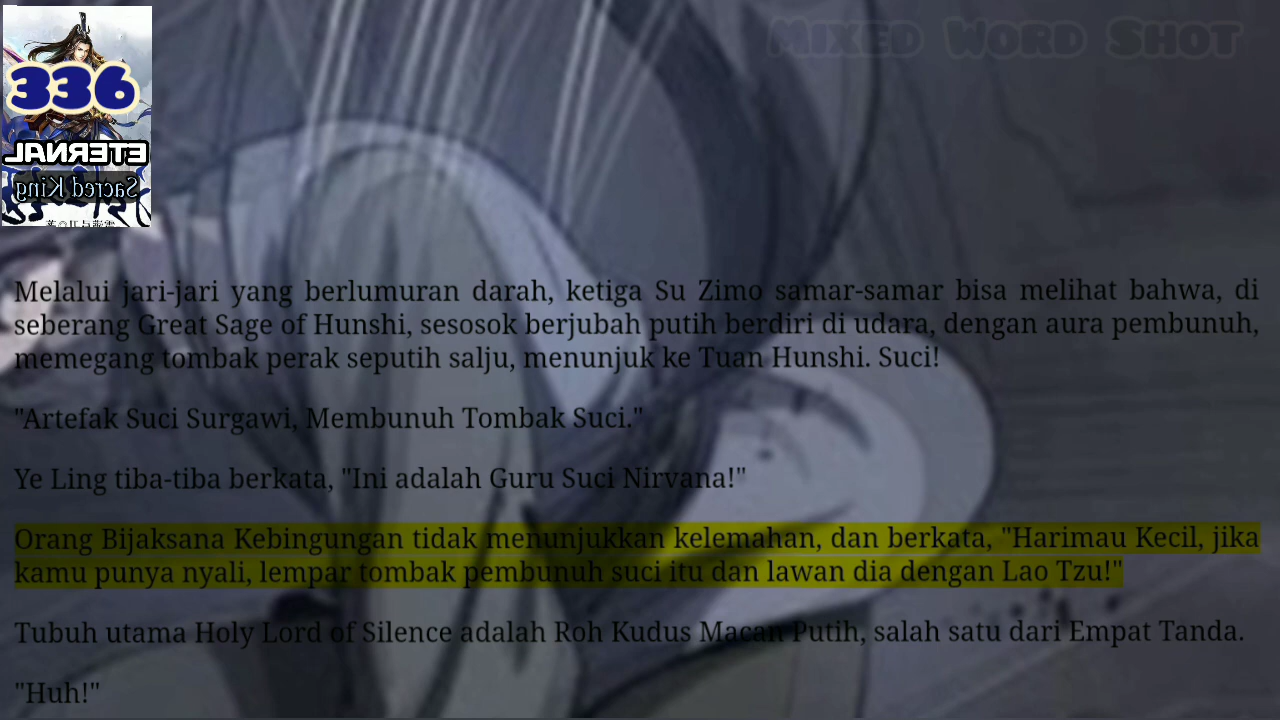 Mixed Word Shot
336
ETERNAL
Sacred King
Melalui jari-jari yang berlumuran darah, ketiga Su Zimo samar-samar bisa melihat bahwa, di
seberang Great Sage of Hunshi, sesosok berjubah putih berdiri di udara, dengan aura pembunuh,
memegang tombak perak seputih salju, menunjuk ke Tuan Hunshi. Suci!
"Artefak Suci Surgawi, Membunuh Tombak Suci."
Ye Ling tiba-tiba berkata, "Ini adalah Guru Suci Nirvana!"
Orang Bijaksana Kebingungan tidak menunjukkan kelemahan, dan berkata, "Harimau Kecil, jika
kamu punya nyali, lempar tombak pembunuh suci itu dan lawan dia dengan Lao Tzu!"
Tubuh utama Holy Lord of Silence adalah Roh Kudus Macan Putih, salah satu dari Empat Tanda.
"Huh!"